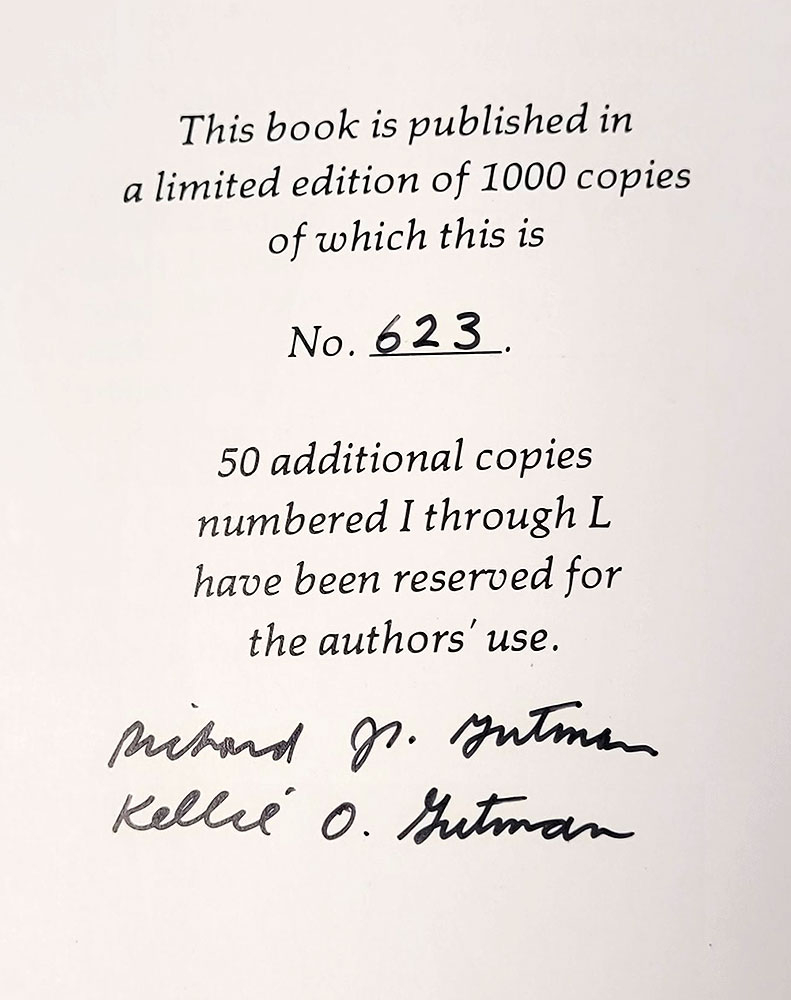 This book is published in
a limited edition of 1000 copies
of which this is
No. 623.
50 additional copies
numbered I through L
have been reserved for
the authors' use.
Richard J.S. Gutman
Kellie O. Gutman